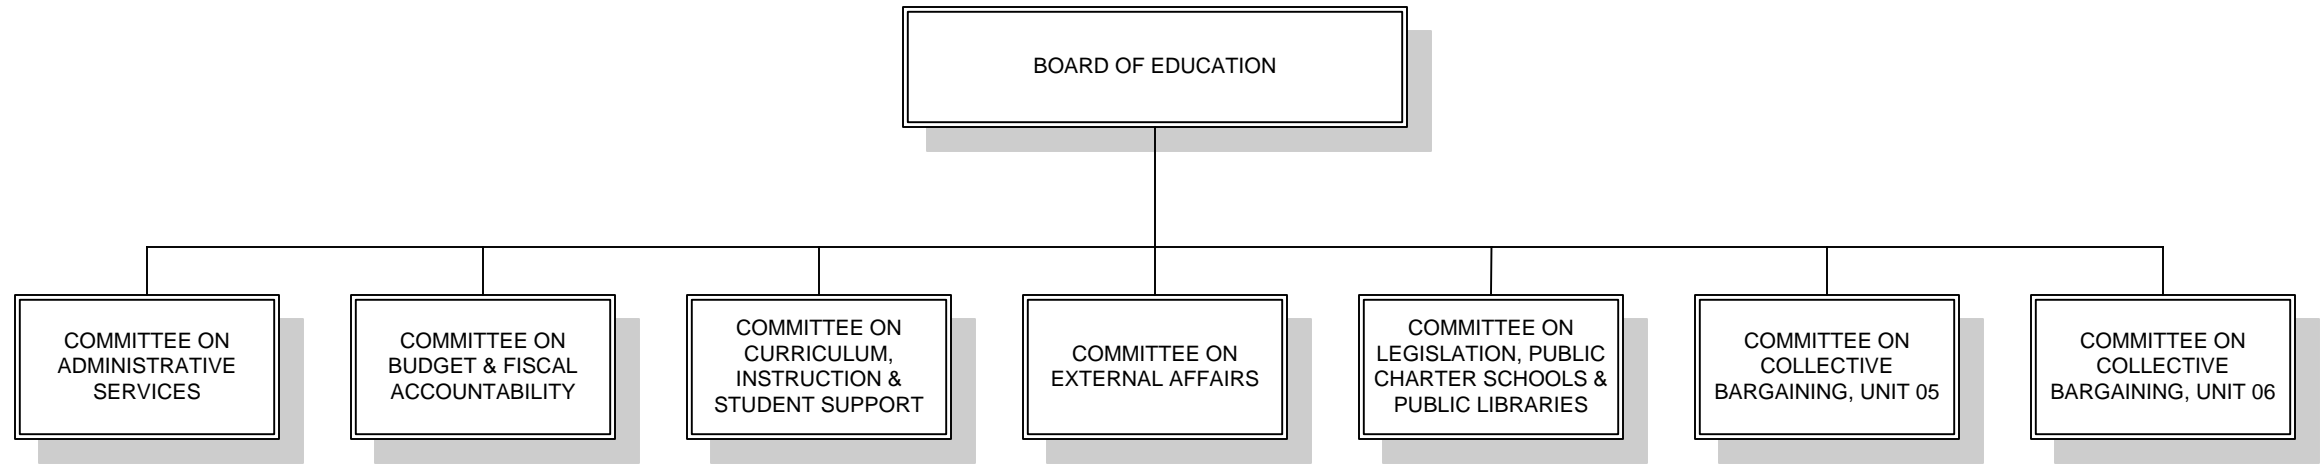 BOARD OF EDUCATION
COMMITTEE ON
ADMINISTRATIVE
SERVICES
COMMITTEE ON
BUDGET & FISCAL
ACCOUNTABILITY
COMMITTEE ON
CURRICULUM,
INSTRUCTION &
STUDENT SUPPORT
COMMITTEE ON
EXTERNAL AFFAIRS
COMMITTEE ON
LEGISLATION, PUBLIC
CHARTER SCHOOLS &
PUBLIC LIBRARIES
COMMITTEE ON
COLLECTIVE
BARGAINING, UNIT 05
COMMITTEE ON
COLLECTIVE
BARGAINING, UNIT 06